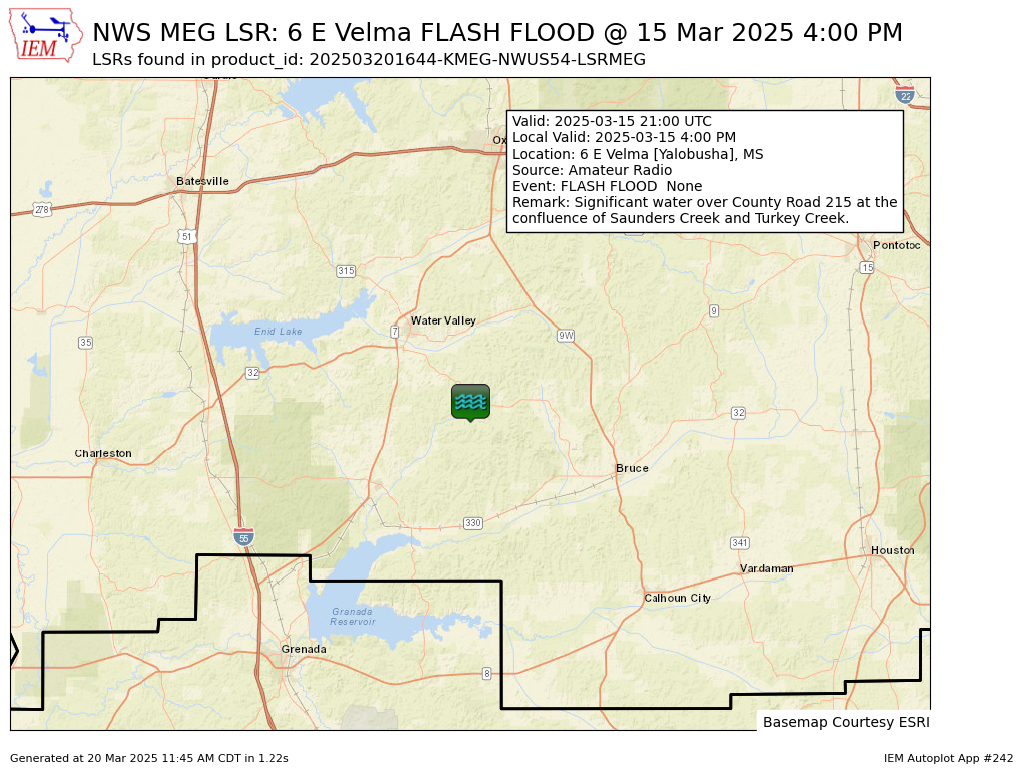 IEM
NWS MEG LSR: 6 E Velma FLASH FLOOD @ 15 Mar 2025 4:00 PM
LSRs found in product_id: 202503201644-KMEG-NWUS54-LSRMEG
22
Valid: 2025-03-15 21:00 UTC
Local Valid: 2025-03-15 4:00 PM
Location: 6 E Velma [Yalobusha], MS
Source: Amateur Radio
Event: FLASH FLOOD  None
Remark: Significant water over County Road 215 at the
confluence of Saunders Creek and Turkey Creek.
Batesville
278
51
Pontotoc
315
15
9
Water Valley
Enid Lake
7
9W
35
32
32
Charleston
Bruce
330
55
341
Houston
Vardaman
Calhoun City
Granada
Reservoir
Grenada
8
Basemap Courtesy ESRI
Generated at 20 Mar 2025 11:45 AM CDT in 1.22s
IEM Autoplot App #242